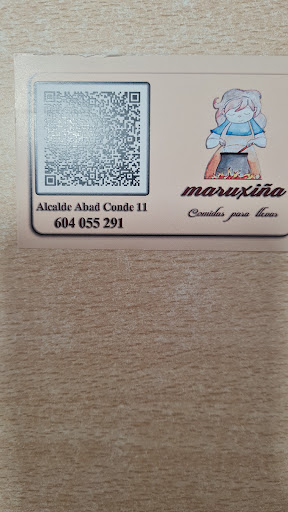 Alcalde Abad Conde 11
604 055 291
maruxiña
Comidas para llevar